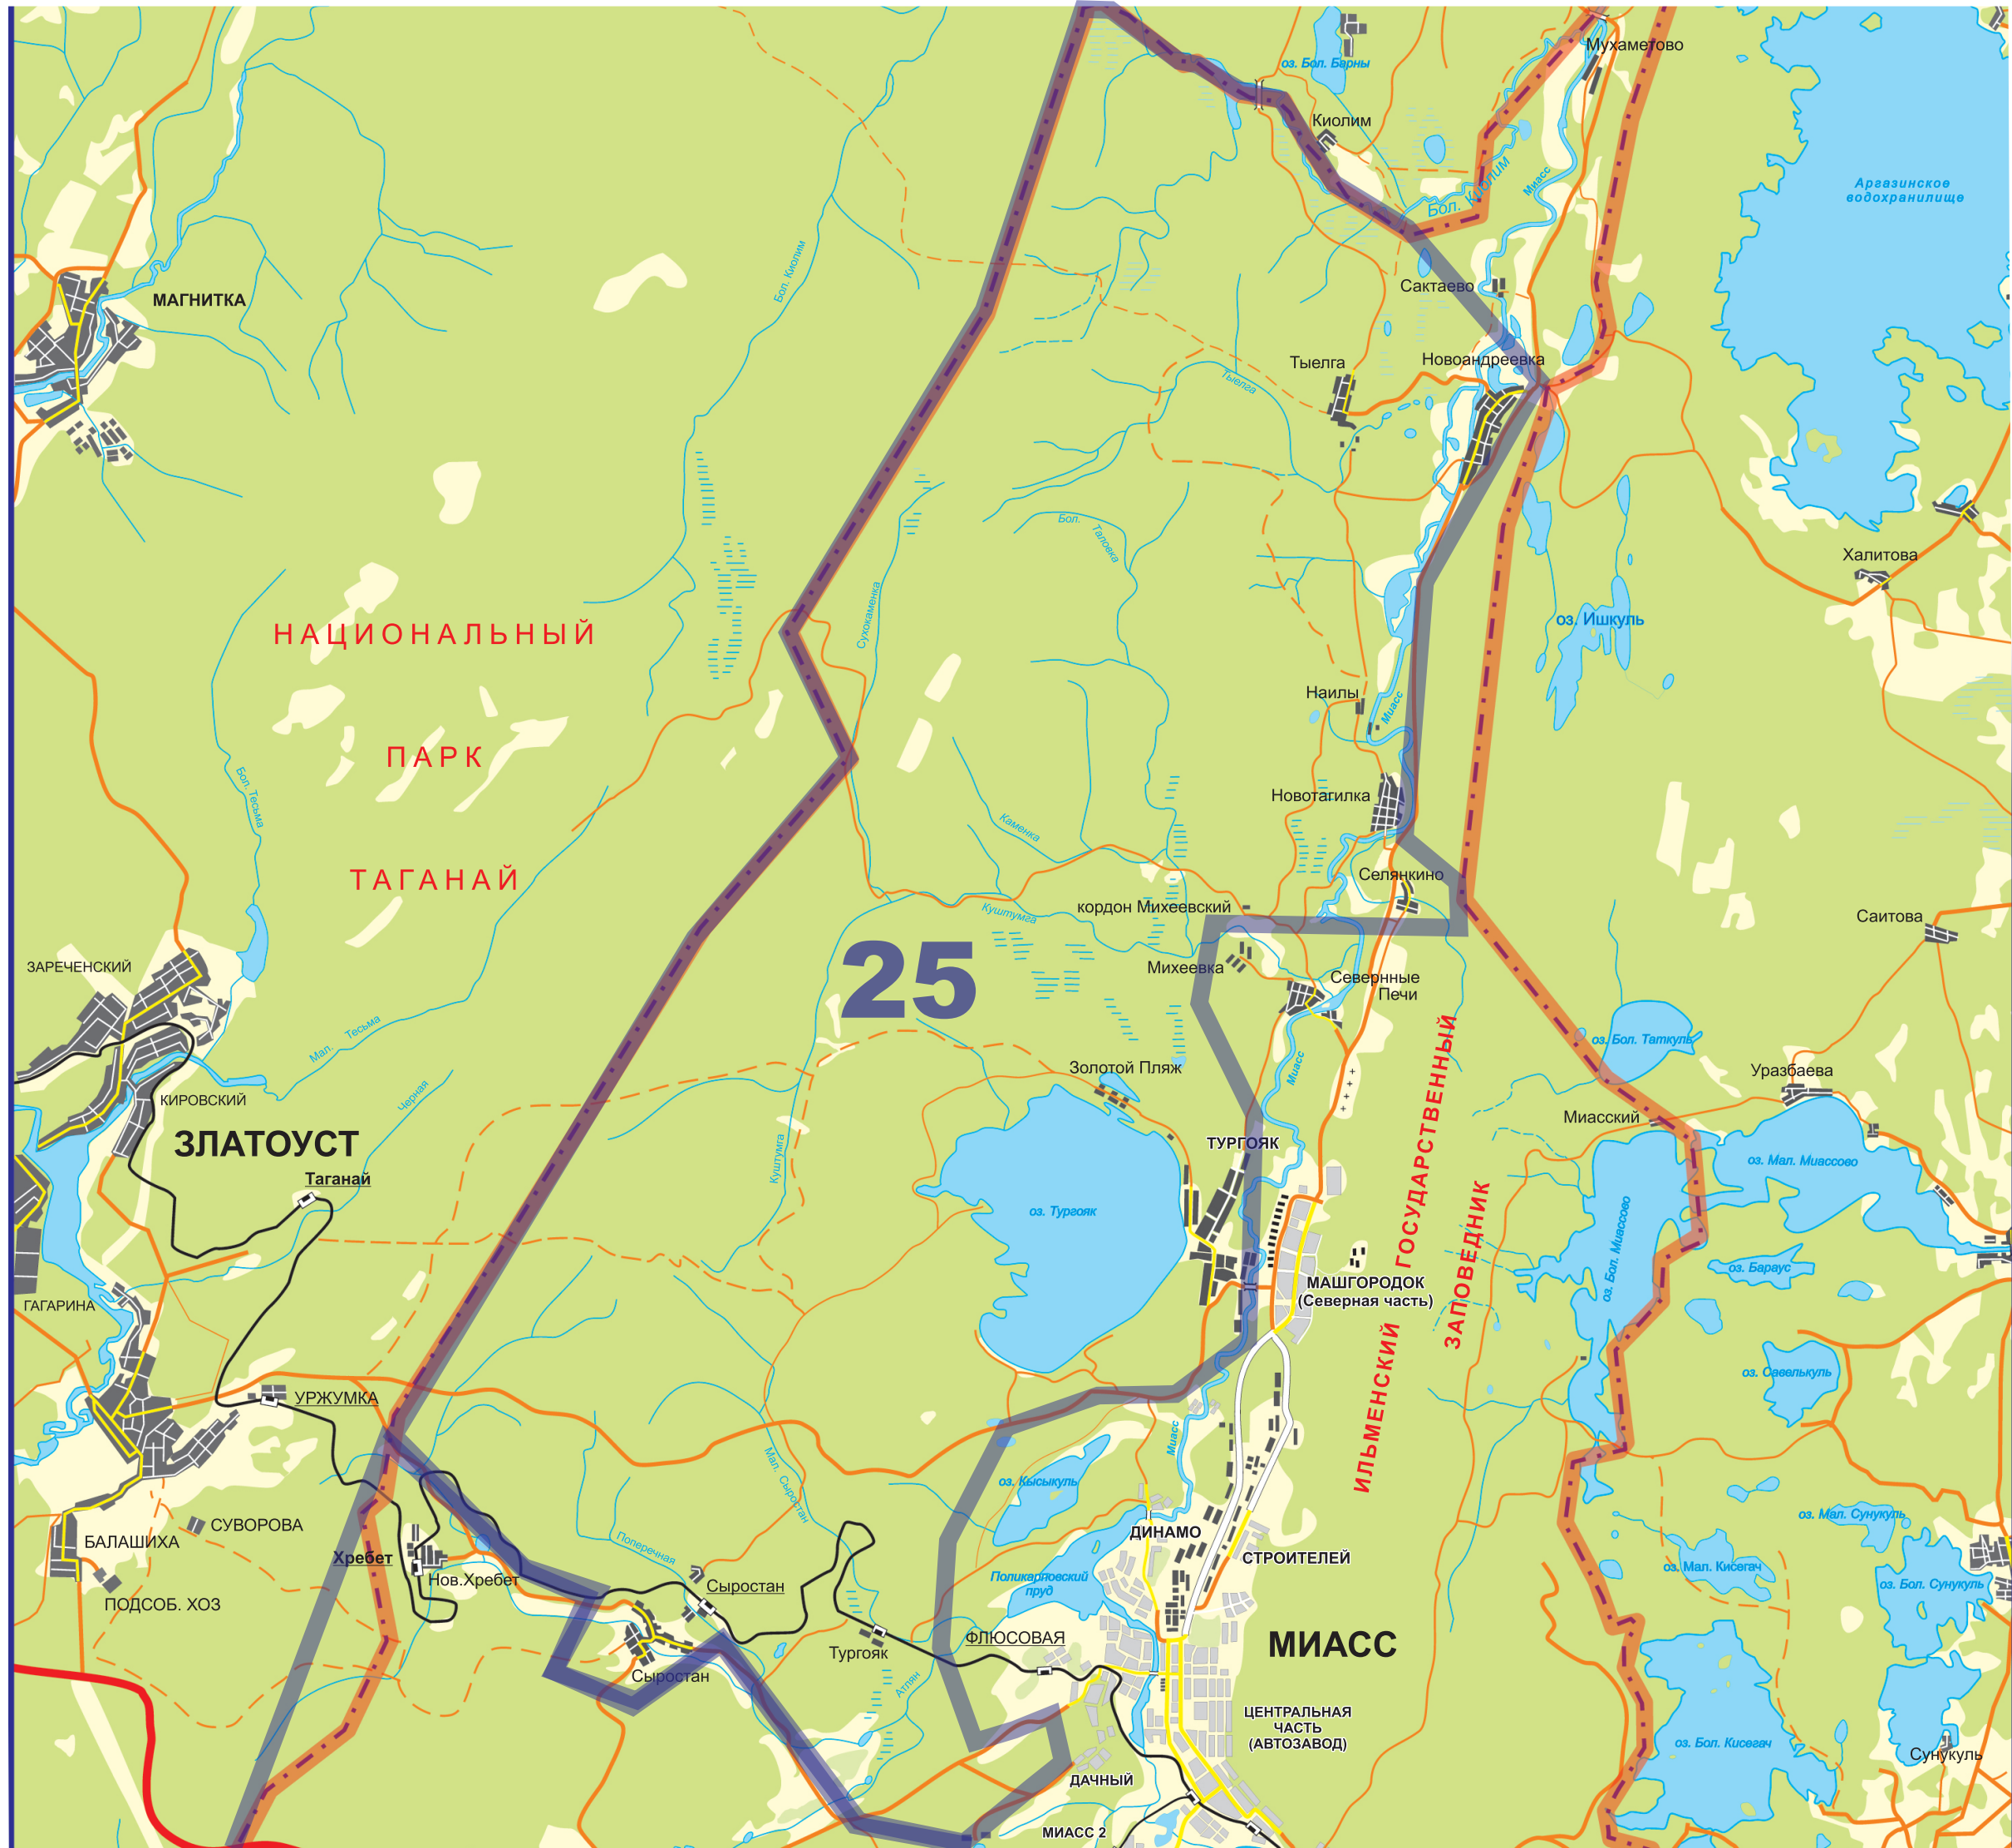 Мухаметово
оз. Бол. Барны
Киолим
Аргазинское
водохранилище
Миасс
Бол. Киолим
Бол. Киолим
МАГНИТКА
Сактаево
Тыелга
Новоандреевка
Тыелга
Бол.
Таловка
Халитова
Сухокаменка
оз. Ишкуль
НАЦИОНАЛЬНЫЙ
ПАРК
ТАГАНАЙ
Наилы
Миасс
Бол. Тесьма
Новотагилка
Каменка
Селянкино
кордон Михеевский
Куштумга
Саитова
25
Михеевка
Севернные
Печи
ЗАРЕЧЕНСКИЙ
Мал. Тесьма
оз. Бол. Таткуль
Золотой Пляж
Миасс
Уразбаева
Черная
КИРОВСКИЙ
Миасский
ЗЛАТОУСТ
ТУРГОЯК
Куштумга
оз. Мал. Миассово
Таганай
оз. Тургояк
ИЛЬМЕНСКИЙ ГОСУДАРСТВЕННЫЙ
ЗАПОВЕДНИК
оз. Бол. Миассово
оз. Бараус
МАШГОРОДОК
(Северная часть)
ГАГАРИНА
оз. Савелькуль
УРЖУМКА
Миасс
Мал. Сыростан
оз. Кысыкуль
СУВОРОВА
оз. Мал. Сунукуль
БАЛАШИХА
ДИНАМО
Поперечная
Хребет
СТРОИТЕЛЕЙ
оз. Мал. Кисегач
Нов.Хребет
Сыростан
Поликарповский
пруд
оз. Бол. Сунукуль
ПОДСОБ. ХОЗ
ФЛЮСОВАЯ
МИАСС
Тургояк
Сыростан
Атлян
ЦЕНТРАЛЬНАЯ
ЧАСТЬ
(АВТОЗАВОД)
оз. Бол. Кисегач
Сунукуль
ДАЧНЫЙ
МИАСС 2